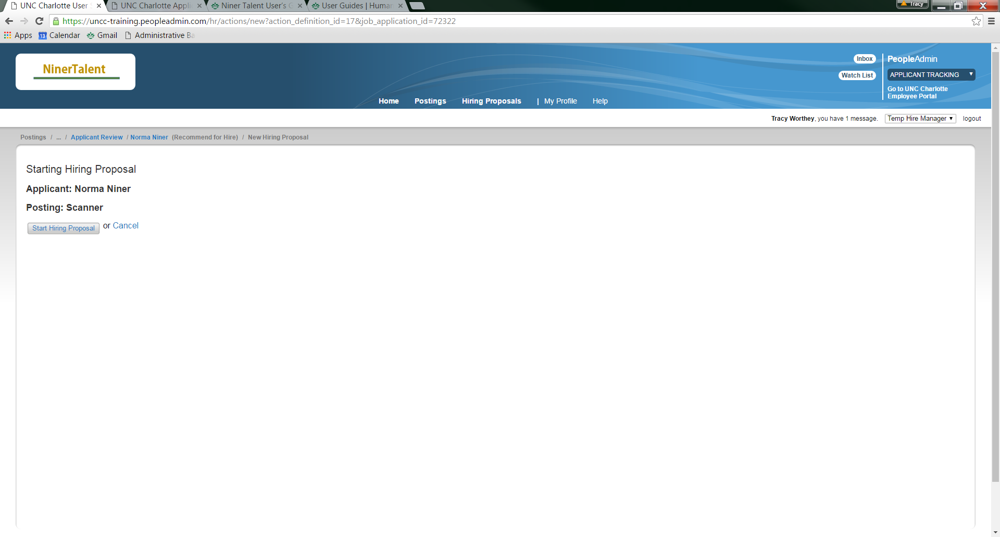 UNC Charlotte User
UNC Charlotte Appli
Niner Talent User's G
User Guides | Human
Tracy
https://uncc-training.peopleadmin.com/hr/actions/new?action_definition_id=17&job_application_id=72322
Apps
13
Calendar
Gmail
Administrative Ba
NinerTalent
Inbox
Watch List
PeopleAdmin
APPLICANT TRACKING
Go to UNC Charlotte
Employee Portal
Home Postings Hiring Proposals | My Profile Help
Tracy Worthey, you have 1 message. Temp Hire Manager logout
Postings / ... / Applicant Review / Norma Niner (Recommend for Hire) / New Hiring Proposal
Starting Hiring Proposal
Applicant: Norma Niner
Posting: Scanner
Start Hiring Proposal or Cancel